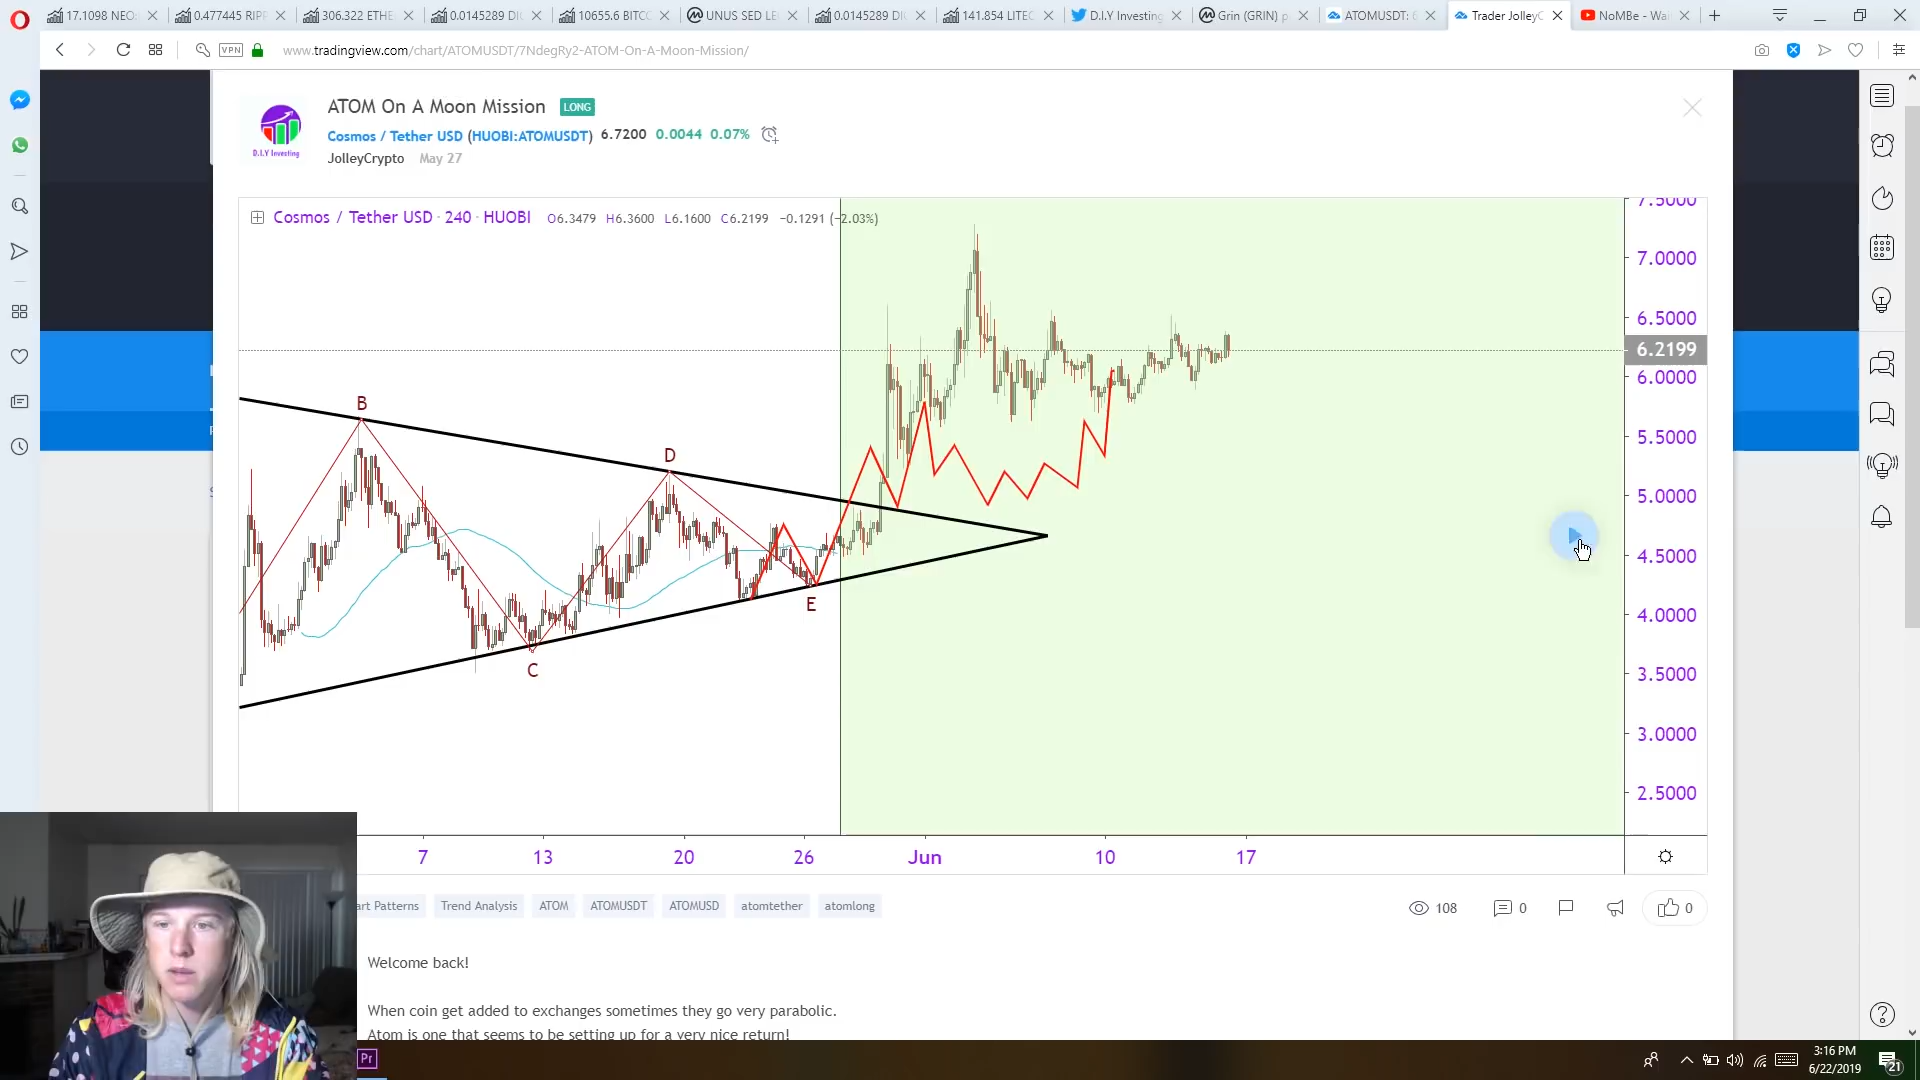 17.1098 NEO:
0.477445 RIPP
306.322 ETHE
0.0145289 DI
10655.6 BITC
UNUS SED LE
0.0145289 DI
141.854 LITEC
D.I.Y Investing
Grin (GRIN) p
ATOMUSDT: 6
Trader JolleyC
NoMBe - Wai
VPN
www.tradingview.com/chart/ATOMUSDT/7NdegRy2-ATOM-On-A-Moon-Mission/
D.I.Y Investing
ATOM On A Moon Mission LONG
Cosmos / Tether USD (HUOBI:ATOMUSDT) 6.7200 0.0044 0.07%
JolleyCrypto May 27
Cosmos / Tether USD · 240 · HUOBI O6.3479 H6.3600 L6.1600 C6.2199 −0.1291 (−2.03%)
7.5000
7.0000
6.5000
6.2199
6.0000
5.5000
5.0000
4.5000
4.0000
3.5000
3.0000
2.5000
B
D
E
C
7 13 20 26 Jun 10 17
art Patterns Trend Analysis ATOM ATOMUSDT ATOMUSD atomtether atomlong
108 0 0
Welcome back!
When coin get added to exchanges sometimes they go very parabolic.
Atom is one that seems to be setting up for a very nice return!
Pr
3:16 PM
6/22/2019
21